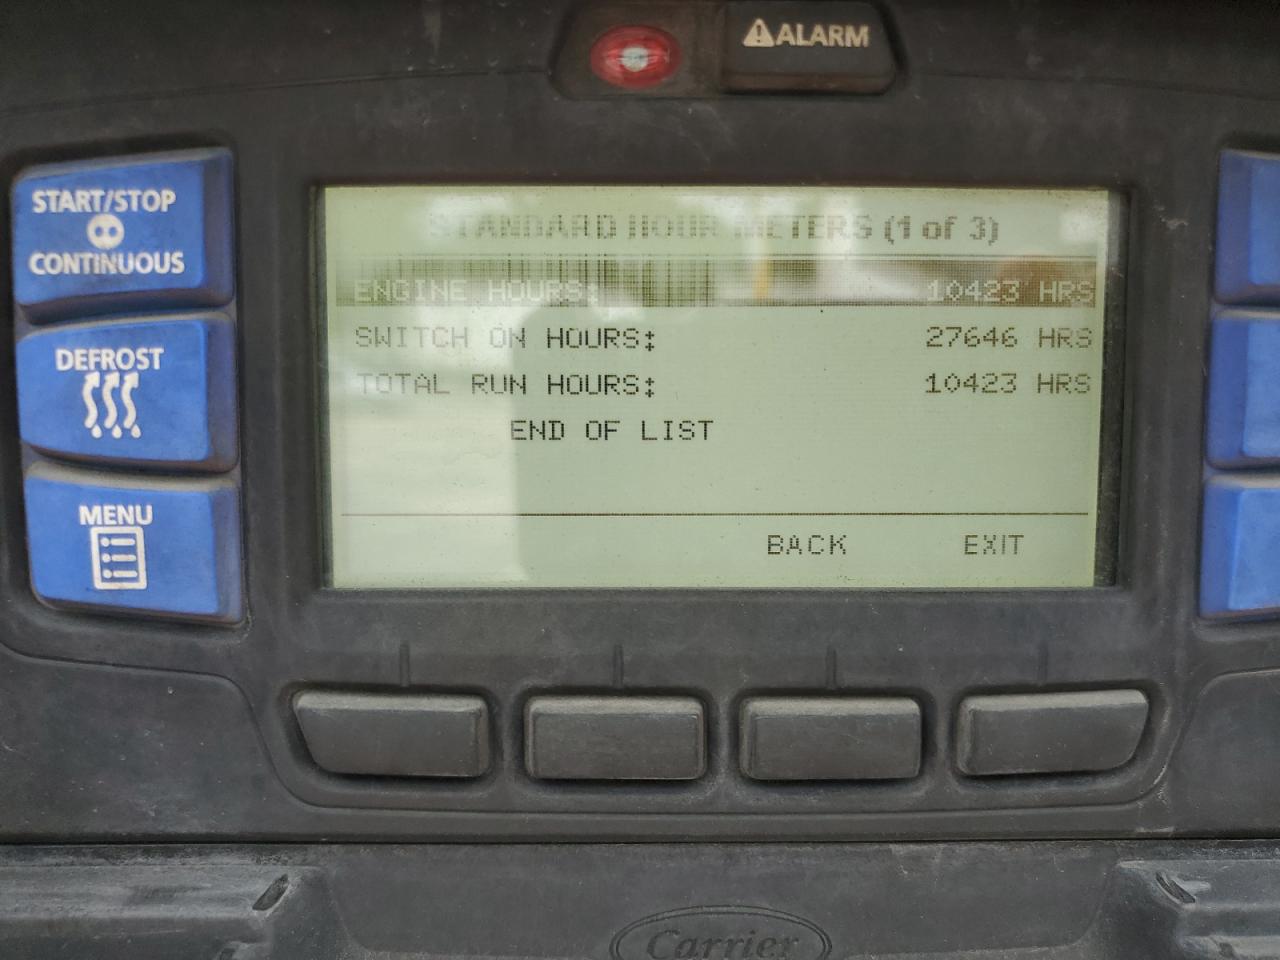 ALARM
START/STOP
CONTINUOUS
DEFROST
MENU
STANDARD HOUR METERS (1 of 3)
ENGINE HOURS: 10423 HRS
SWITCH ON HOURS: 27646 HRS
TOTAL RUN HOURS: 10423 HRS
END OF LIST
BACK EXIT
Carrier